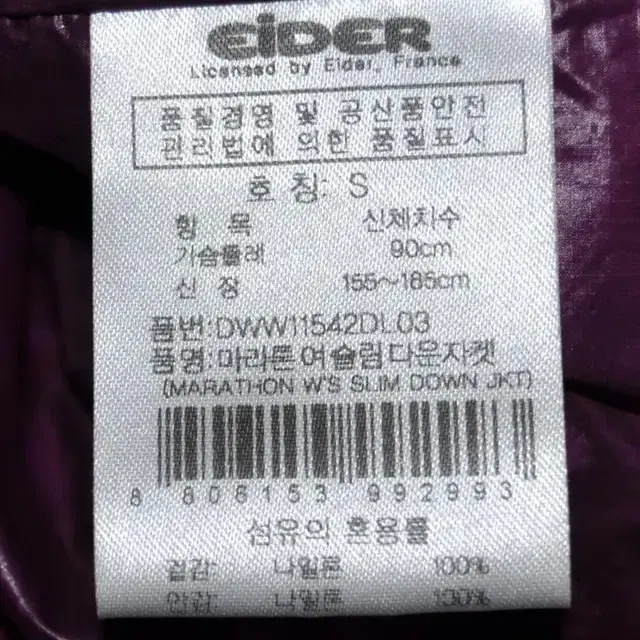 EiDER
Licensed by Eider, France
품질경영 및 공산품안전
관리법에 의한 품질표시
호 칭: S
항 목 신체치수
가슴둘레 90cm
신 장 155~165cm
품번: DWW11542DL03
품명: 마라톤 여 슬림 다운자켓
(MARATHON W'S SLIM DOWN JKT)
8 806153 992993
섬유의 혼용률
겉감: 나일론 100%
안감: 나일론 100%